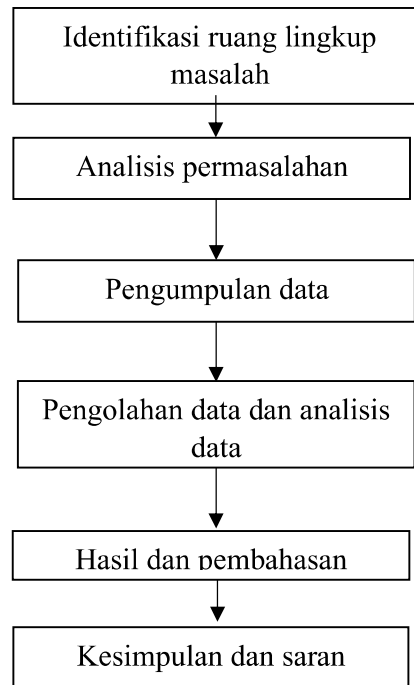 Identifikasi ruang lingkup
masalah
Analisis permasalahan
Pengumpulan data
Pengolahan data dan analisis
data
Hasil dan pembahasan
Kesimpulan dan saran